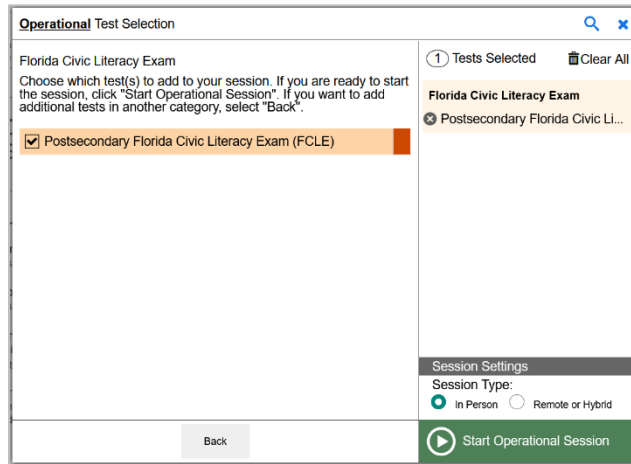 Operational Test Selection
Florida Civic Literacy Exam
Choose which test(s) to add to your session. If you are ready to start
the session, click "Start Operational Session". If you want to add
additional tests in another category, select "Back".
Postsecondary Florida Civic Literacy Exam (FCLE)
Back
1 Tests Selected
Clear All
Florida Civic Literacy Exam
Postsecondary Florida Civic Li...
Session Settings
Session Type:
In Person Remote or Hybrid
Start Operational Session